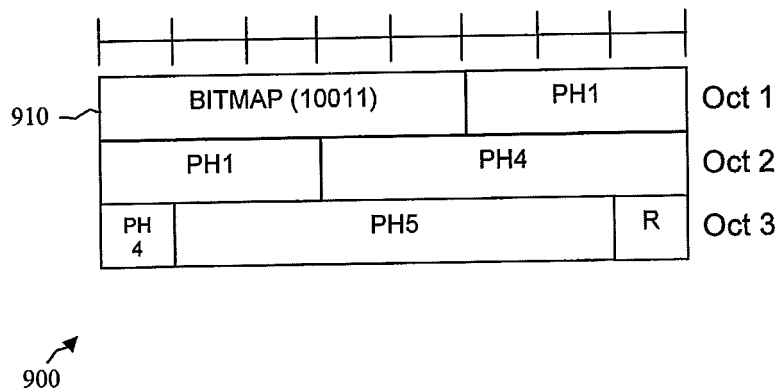 910
BITMAP (10011)
PH1
Oct 1
PH1
PH4
Oct 2
PH
4
PH5
R
Oct 3
900